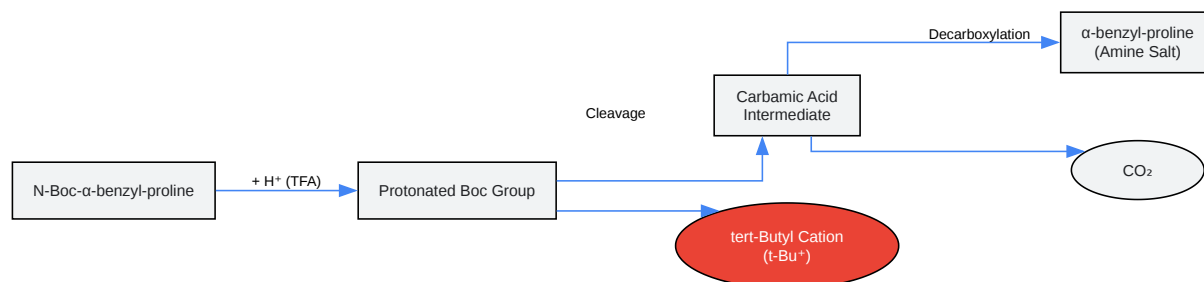 N-Boc-α-benzyl-proline
+ H⁺ (TFA)
Protonated Boc Group
Cleavage
Carbamic Acid
Intermediate
tert-Butyl Cation
(t-Bu⁺)
Decarboxylation
α-benzyl-proline
(Amine Salt)
CO₂